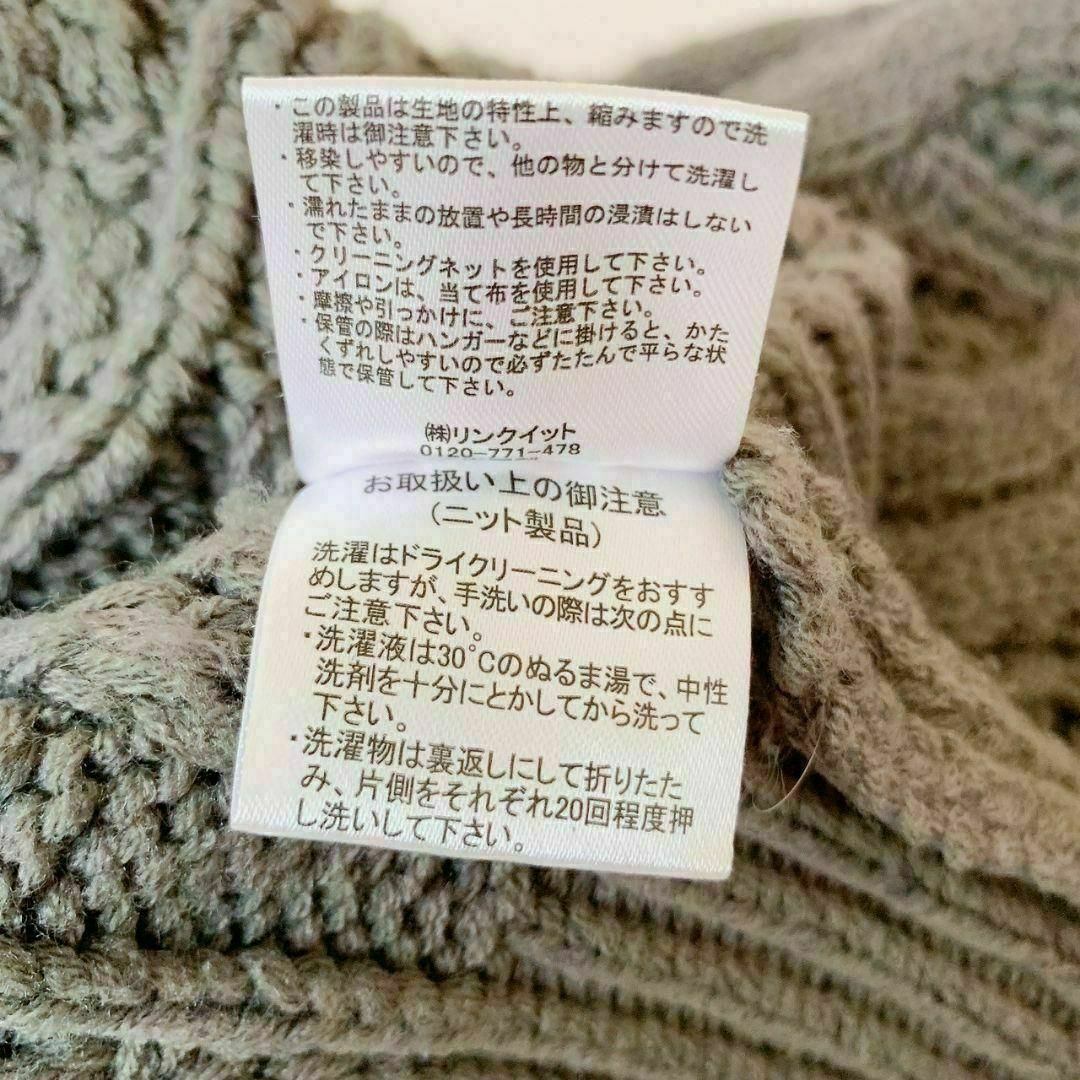 ・この製品は生地の特性上、縮みますので洗
濯時は御注意下さい。
・移染しやすいので、他の物と分けて洗濯し
て下さい。
・濡れたままの放置や長時間の浸漬はしない
で下さい。
・クリーニングネットを使用して下さい。
・アイロンは、当て布を使用して下さい。
・摩擦や引っかけに、ご注意下さい。
・保管の際はハンガーなどに掛けると、かた
くずれしやすいので必ずたたんで平らな状
態で保管して下さい。
㈱リンクイット
0120-771-478
お取扱い上の御注意
(ニット製品)
洗濯はドライクリーニングをおすす
めしますが、手洗いの際は次の点に
ご注意下さい。
・洗濯液は30℃のぬるま湯で、中性
洗剤を十分にとかしてから洗って
下さい。
・洗濯物は裏返しにして折りたた
み、片側をそれぞれ20回程度押
し洗いして下さい。